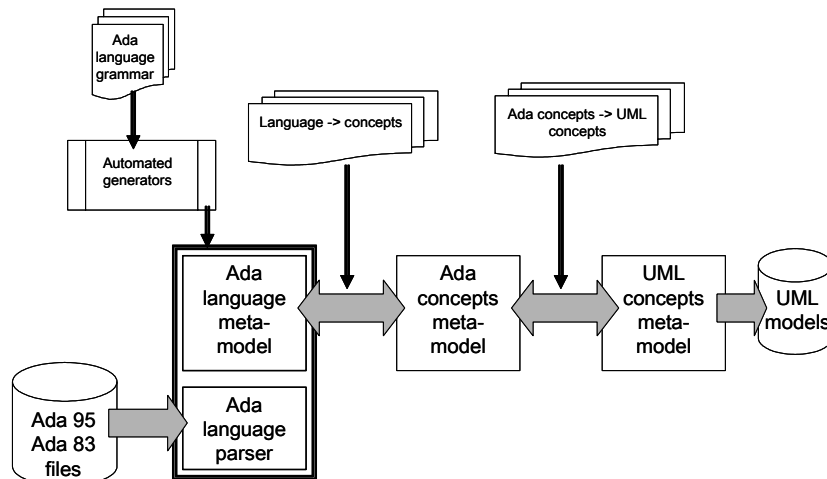 Ada
language
grammar
Language -> concepts
Ada concepts -> UML
concepts
Automated
generators
Ada
language
meta-
model
Ada
concepts
meta-
model
UML
concepts
meta-
model
UML
models
Ada 95
Ada 83
files
Ada
language
parser